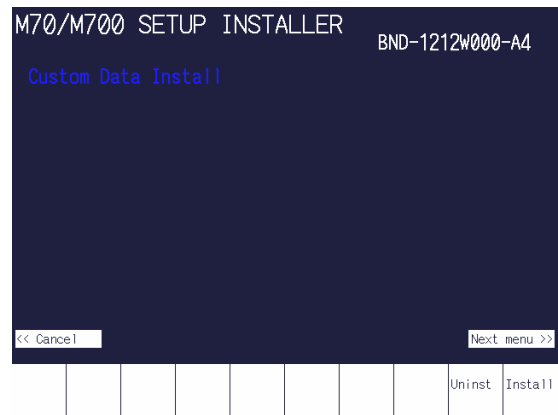 M70/M700 SETUP INSTALLER
BND-1212W000-A4
Custom Data Install
<< Cancel
Next menu >>
Uninst
Install